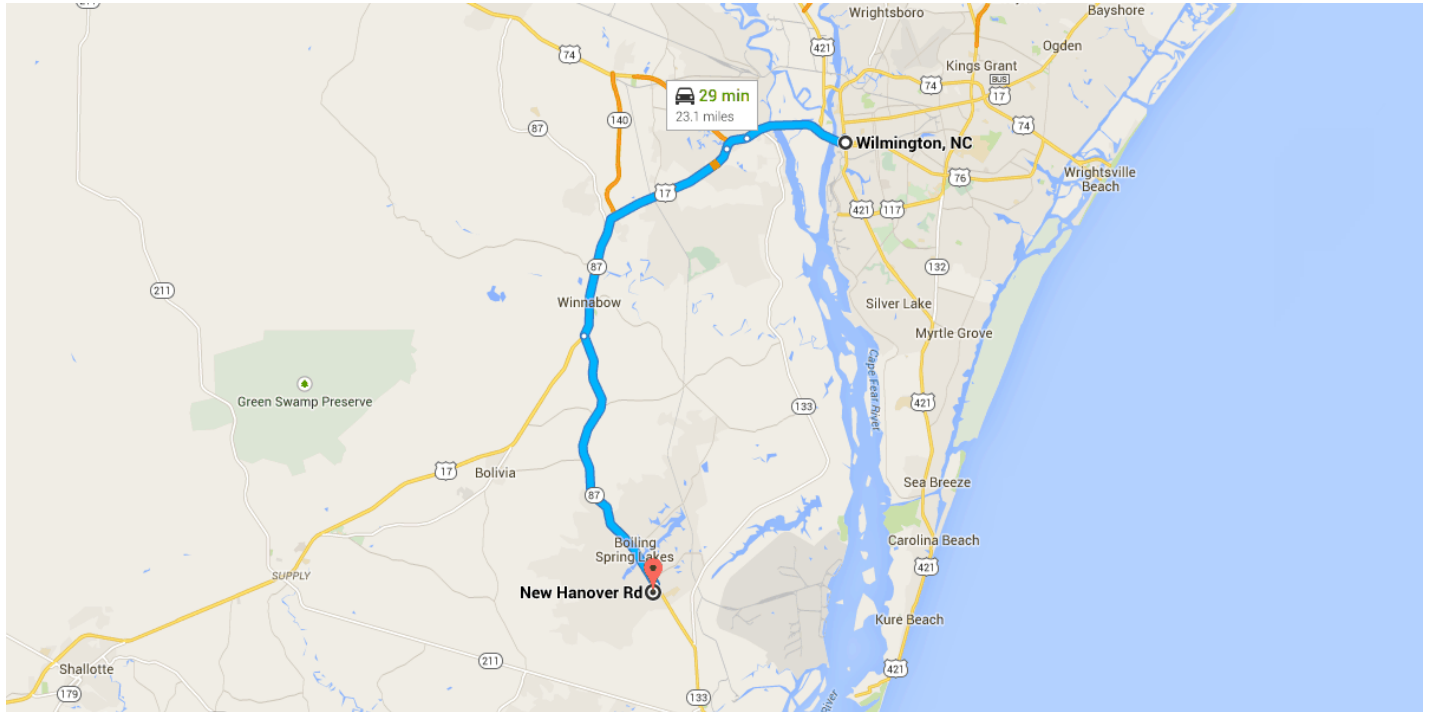 211
Wrightsboro
Bayshore
74
421
Ogden
Kings Grant
29 min
23.1 miles
74
BUS
17
140
87
74
Wilmington, NC
76
Wrightsville
Beach
17
421
117
87
132
211
Winnabow
Silver Lake
Myrtle Grove
Green Swamp Preserve
Cape Fear River
133
421
17
Bolivia
87
Sea Breeze
Boiling
Spring Lakes
Carolina Beach
421
SUPPLY
New Hanover Rd
Kure Beach
211
421
Shallotte
179
133
River